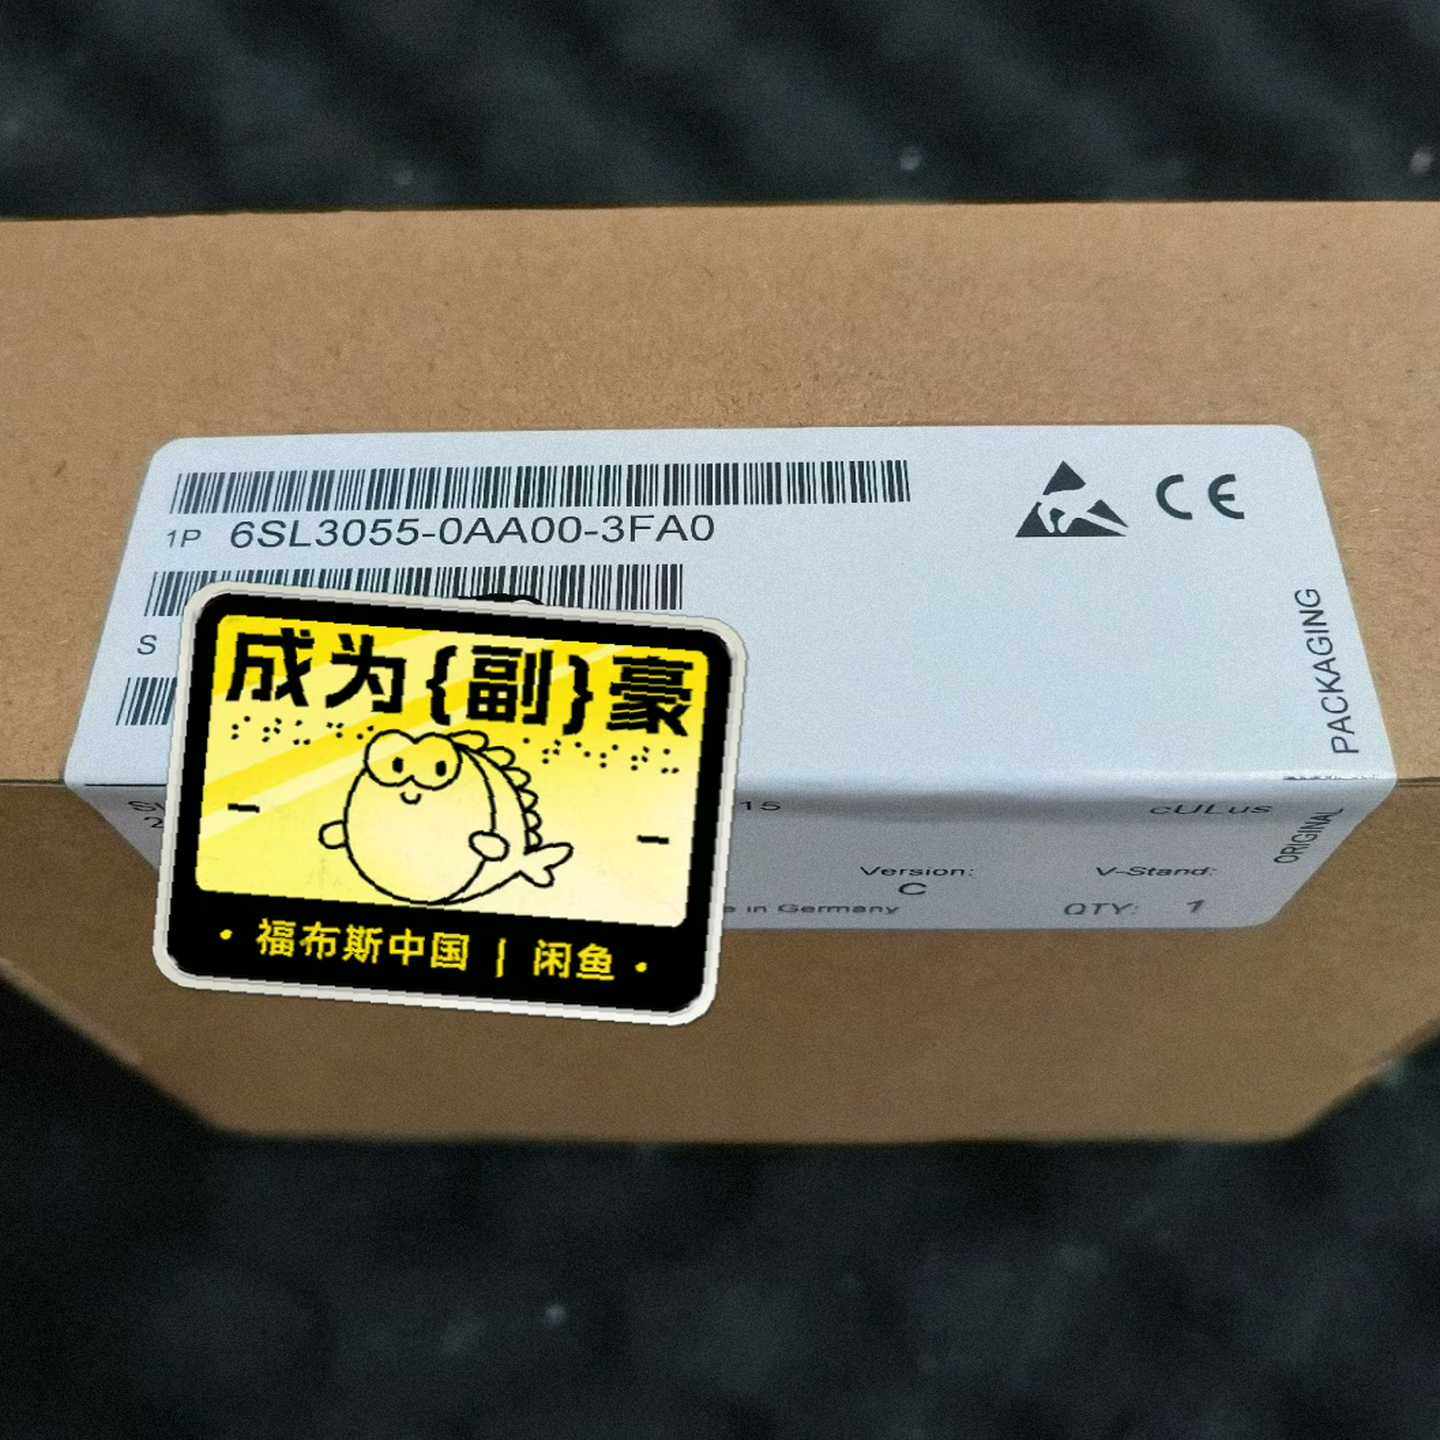 1P 6SL3055-0AA00-3FA0
CE
S
成为{副}豪
福布斯中国 | 闲鱼
15
cULus
Version:
C
V-Stand:
in Germany
QTY: 1
PACKAGING
ORIGINAL